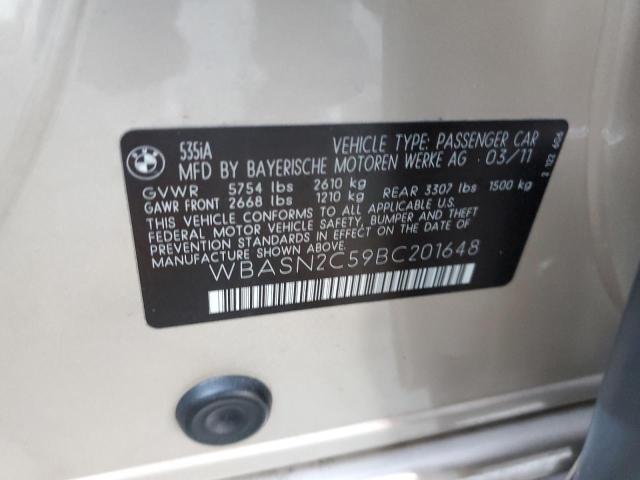 BMW
535iA VEHICLE TYPE: PASSENGER CAR
MFD BY BAYERISCHE MOTOREN WERKE AG 03/11
GVWR 5754 lbs 2610 kg
GAWR FRONT 2668 lbs 1210 kg REAR 3307 lbs 1500 kg
THIS VEHICLE CONFORMS TO ALL APPLICABLE U.S.
FEDERAL MOTOR VEHICLE SAFETY, BUMPER AND THEFT
PREVENTION STANDARDS IN EFFECT ON THE DATE OF
MANUFACTURE SHOWN ABOVE.
WBASN2C59BC201648